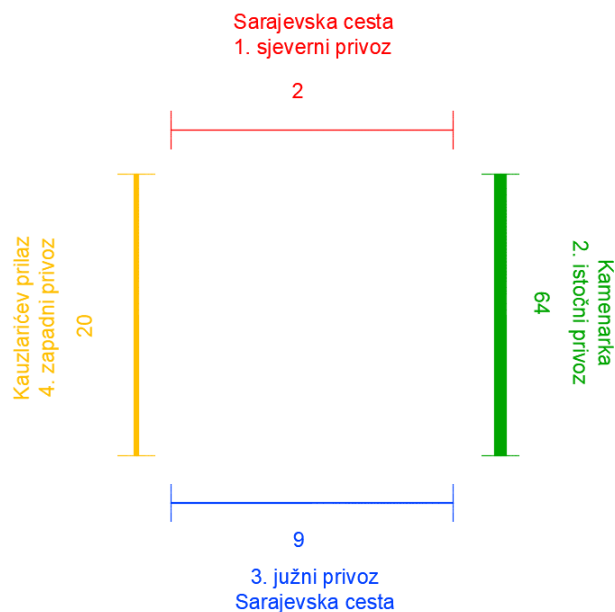 Sarajevska cesta
1. sjeverni privoz
2
Kauzlarićev prilaz
4. zapadni privoz
20
64
2. istočni privoz
Kamenarka
9
3. južni privoz
Sarajevska cesta